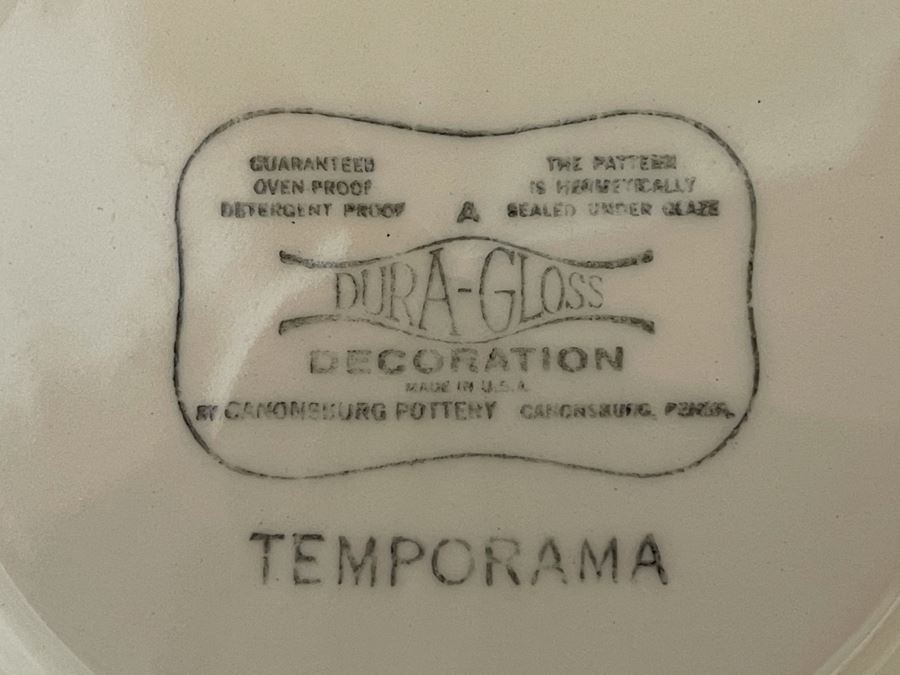 GUARANTEED
OVEN-PROOF
DETERGENT PROOF
THE PATTERN
IS HERMETICALLY
SEALED UNDER GLAZE
A
DURA-GLOSS
DECORATION
MADE IN U.S.A.
BY CANONSBURG POTTERY CANONSBURG, PENNA.
TEMPORAMA